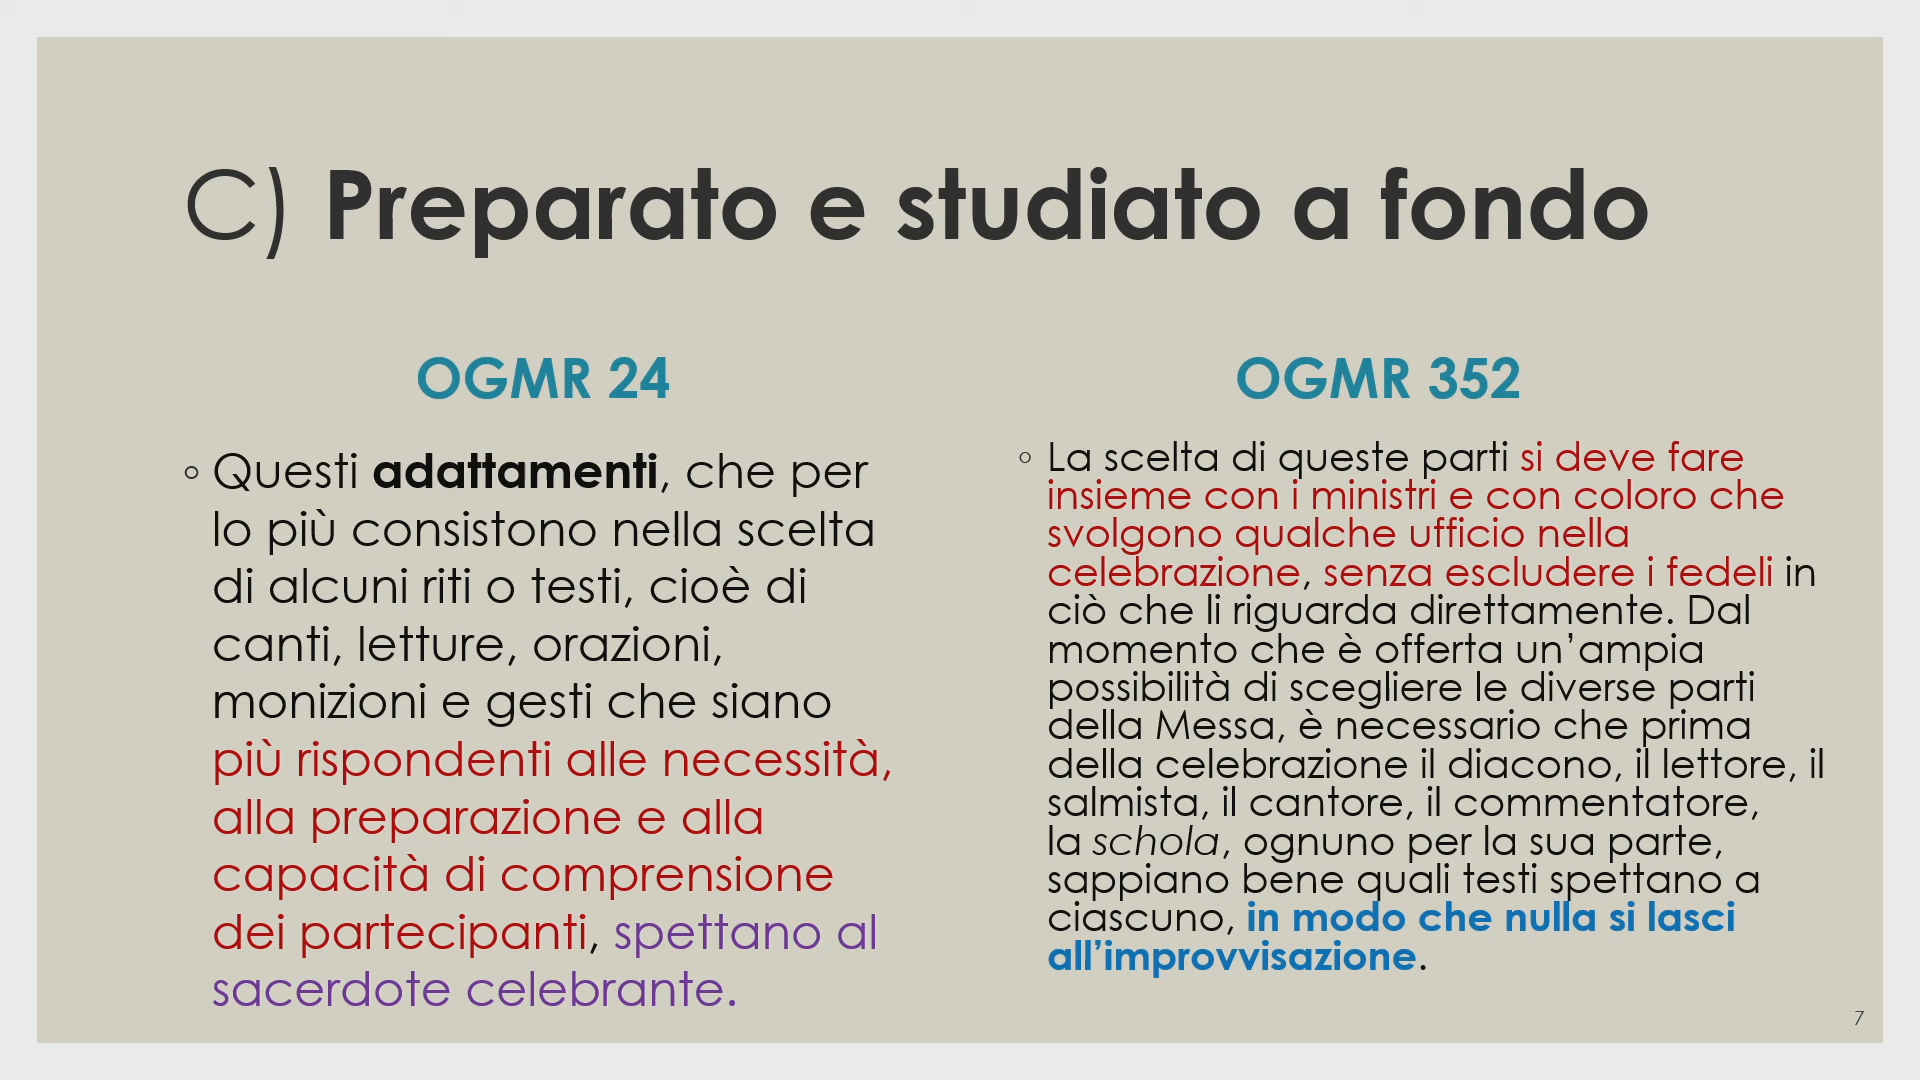 C) Preparato e studiato a fondo
OGMR 24
◦ Questi adattamenti, che per
lo più consistono nella scelta
di alcuni riti o testi, cioè di
canti, letture, orazioni,
monizioni e gesti che siano
più rispondenti alle necessità,
alla preparazione e alla
capacità di comprensione
dei partecipanti, spettano al
sacerdote celebrante.
OGMR 352
◦ La scelta di queste parti si deve fare
insieme con i ministri e con coloro che
svolgono qualche ufficio nella
celebrazione, senza escludere i fedeli in
ciò che li riguarda direttamente. Dal
momento che è offerta un’ampia
possibilità di scegliere le diverse parti
della Messa, è necessario che prima
della celebrazione il diacono, il lettore, il
salmista, il cantore, il commentatore,
la schola, ognuno per la sua parte,
sappiano bene quali testi spettano a
ciascuno, in modo che nulla si lasci
all’improvvisazione.
7